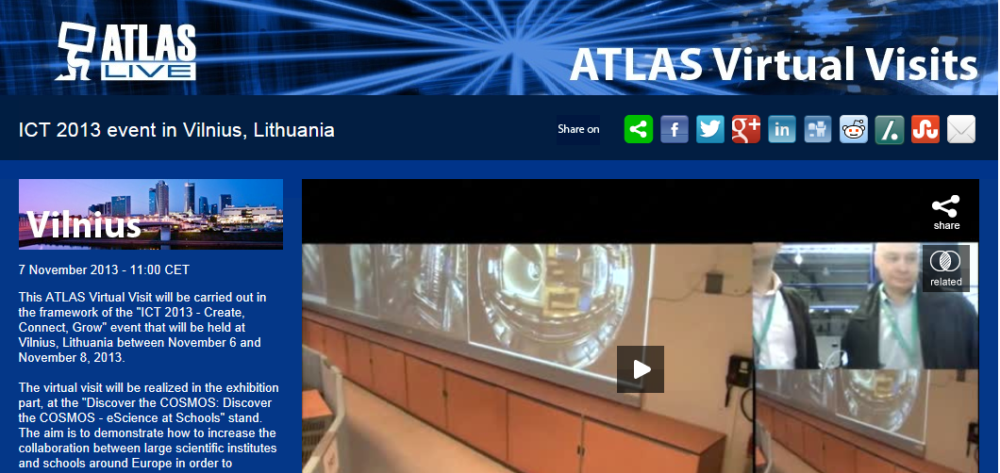 ATLAS
LIVE
ATLAS Virtual Visits
ICT 2013 event in Vilnius, Lithuania
Share on
f
g+
in
Vilnius
share
related
7 November 2013 - 11:00 CET
This ATLAS Virtual Visit will be carried out in
the framework of the "ICT 2013 - Create,
Connect, Grow" event that will be held at
Vilnius, Lithuania between November 6 and
November 8, 2013.
The virtual visit will be realized in the exhibition
part, at the "Discover the COSMOS: Discover
the COSMOS - eScience at Schools" stand.
The aim is to demonstrate how to increase the
collaboration between large scientific institutes
and schools around Europe in order to